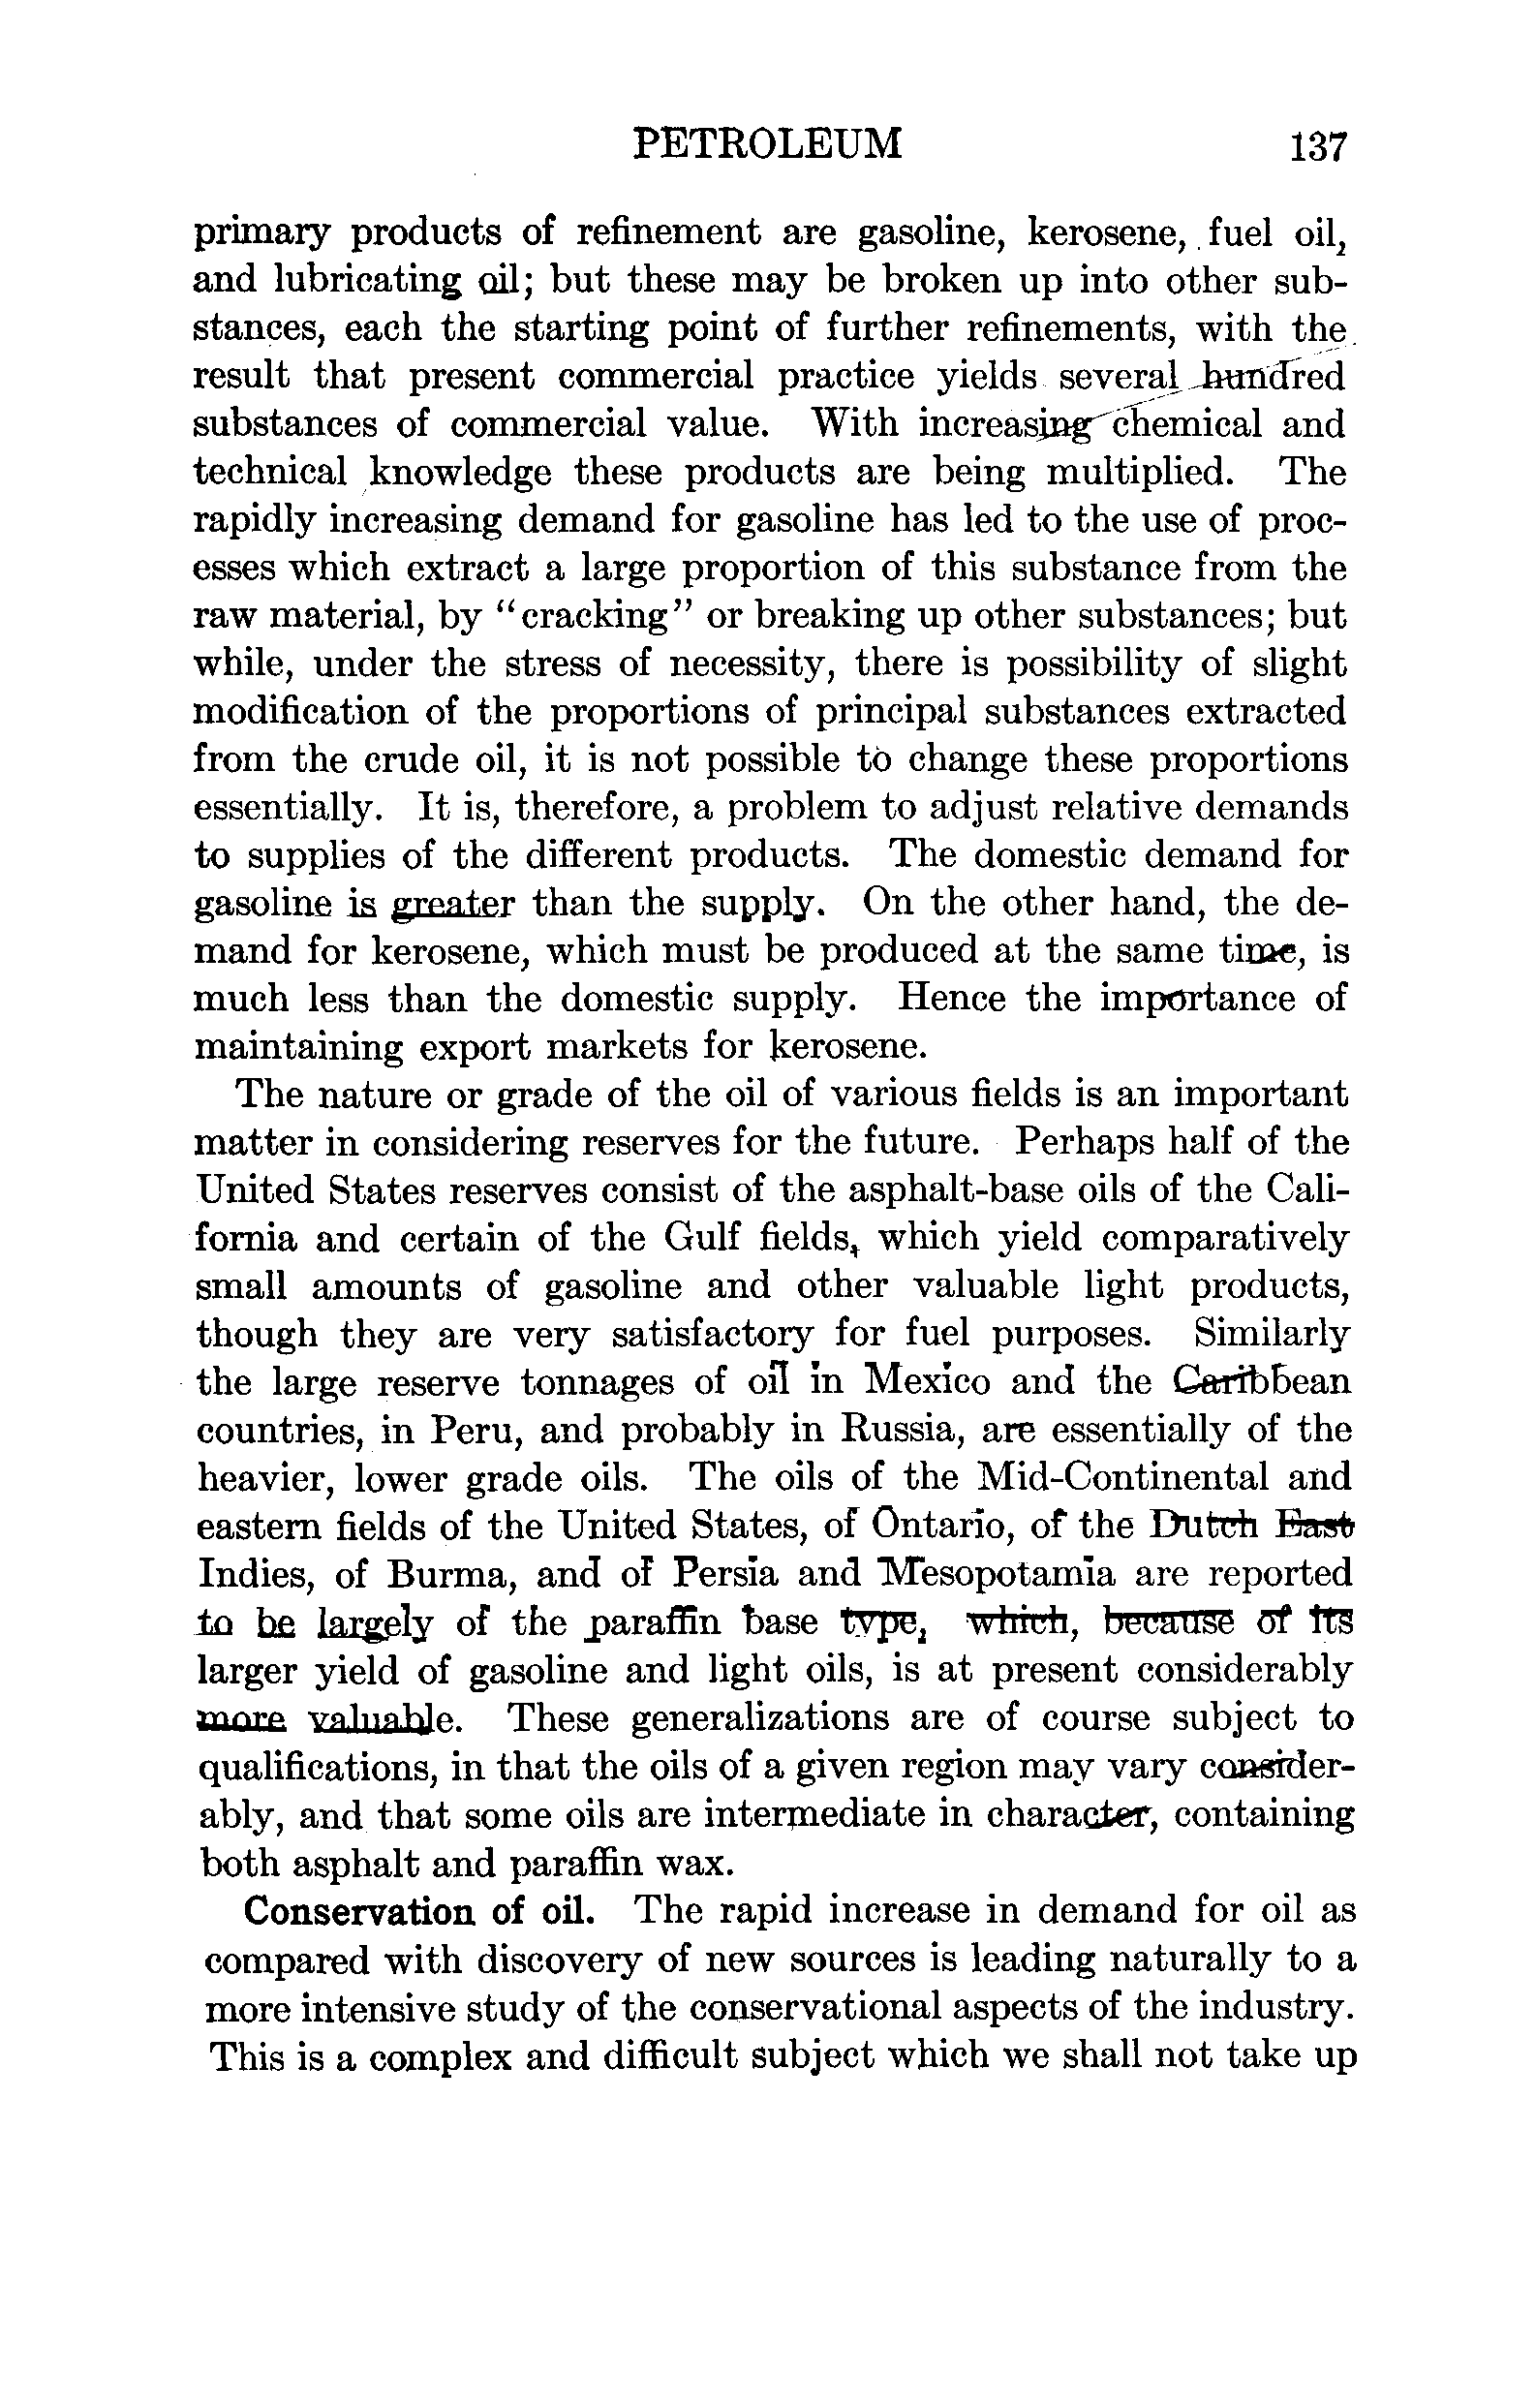 PETROLEUM 137
primary products of refinement are gasoline, kerosene, fuel oil,
and lubricating oil; but these may be broken up into other sub-
stances, each the starting point of further refinements, with the
result that present commercial practice yields several hundred
substances of commercial value. With increasing chemical and
technical knowledge these products are being multiplied. The
rapidly increasing demand for gasoline has led to the use of proc-
esses which extract a large proportion of this substance from the
raw material, by "cracking" or breaking up other substances; but
while, under the stress of necessity, there is possibility of slight
modification of the proportions of principal substances extracted
from the crude oil, it is not possible to change these proportions
essentially. It is, therefore, a problem to adjust relative demands
to supplies of the different products. The domestic demand for
gasoline is greater than the supply. On the other hand, the de-
mand for kerosene, which must be produced at the same time, is
much less than the domestic supply. Hence the importance of
maintaining export markets for kerosene.
The nature or grade of the oil of various fields is an important
matter in considering reserves for the future. Perhaps half of the
United States reserves consist of the asphalt-base oils of the Cali-
fornia and certain of the Gulf fields, which yield comparatively
small amounts of gasoline and other valuable light products,
though they are very satisfactory for fuel purposes. Similarly
the large reserve tonnages of oil in Mexico and the Caribbean
countries, in Peru, and probably in Russia, are essentially of the
heavier, lower grade oils. The oils of the Mid-Continental and
eastern fields of the United States, of Ontario, of the Dutch East
Indies, of Burma, and of Persia and Mesopotamia are reported
to be largely of the paraffin base type, which, because of its
larger yield of gasoline and light oils, is at present considerably
more valuable. These generalizations are of course subject to
qualifications, in that the oils of a given region may vary consider-
ably, and that some oils are intermediate in character, containing
both asphalt and paraffin wax.
Conservation of oil. The rapid increase in demand for oil as
compared with discovery of new sources is leading naturally to a
more intensive study of the conservational aspects of the industry.
This is a complex and difficult subject which we shall not take up